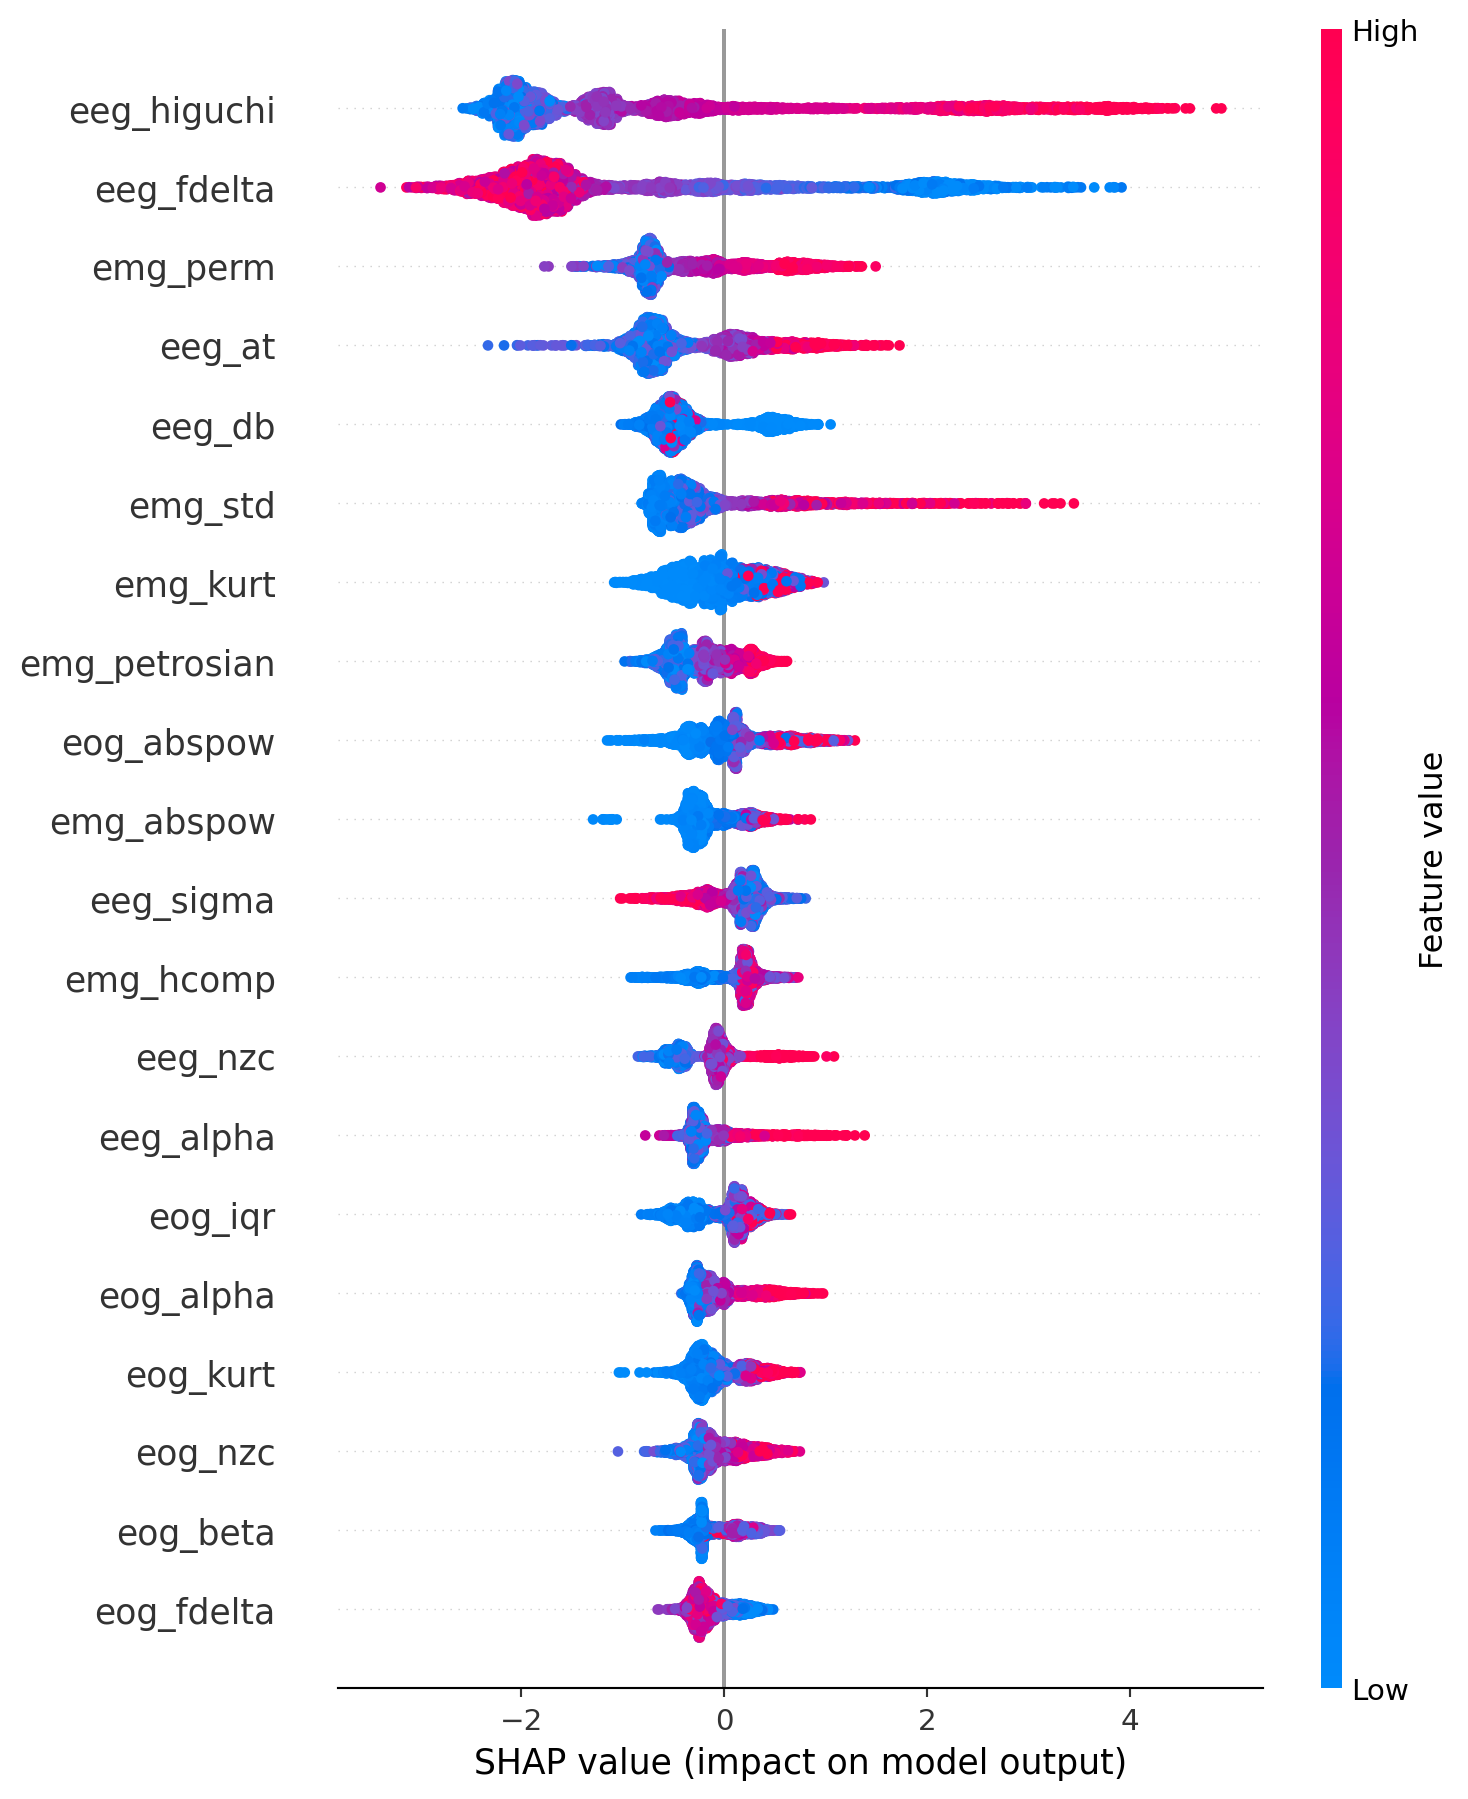 High
eeg_higuchi
eeg_fdelta
emg_perm
eeg_at
eeg_db
emg_std
emg_kurt
emg_petrosian
eog_abspow
emg_abspow
eeg_sigma
emg_hcomp
eeg_nzc
eeg_alpha
eog_iqr
eog_alpha
eog_kurt
eog_nzc
eog_beta
eog_fdelta
Feature value
Low
−2 0 2 4
SHAP value (impact on model output)